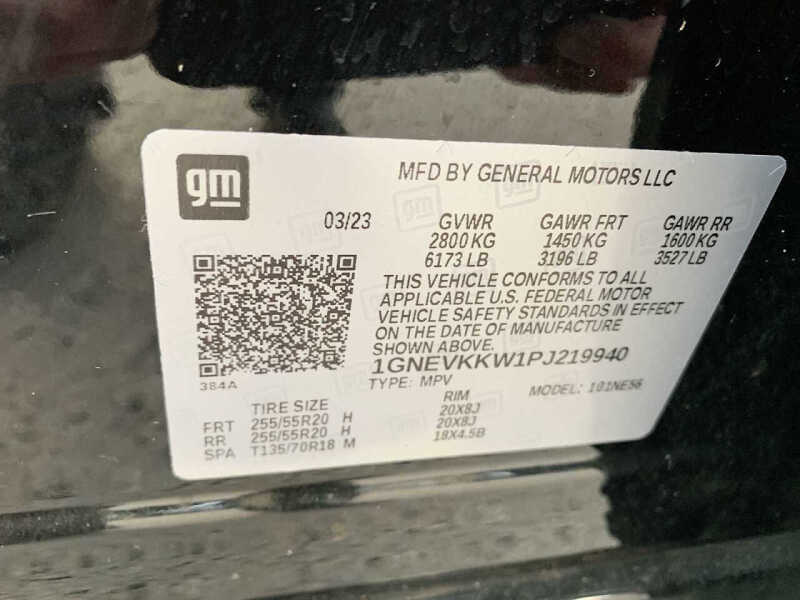 gm
MFD BY GENERAL MOTORS LLC
03/23 GVWR GAWR FRT GAWR RR
2800 KG 1450 KG 1600 KG
6173 LB 3196 LB 3527 LB
THIS VEHICLE CONFORMS TO ALL
APPLICABLE U.S. FEDERAL MOTOR
VEHICLE SAFETY STANDARDS IN EFFECT
ON THE DATE OF MANUFACTURE
SHOWN ABOVE.
1GNEVKKW1PJ219940
384A
TYPE: MPV MODEL: 101NE56
TIRE SIZE RIM
FRT 255/55R20 H 20X8J
RR 255/55R20 H 20X8J
SPA T135/70R18 M 18X4.5B